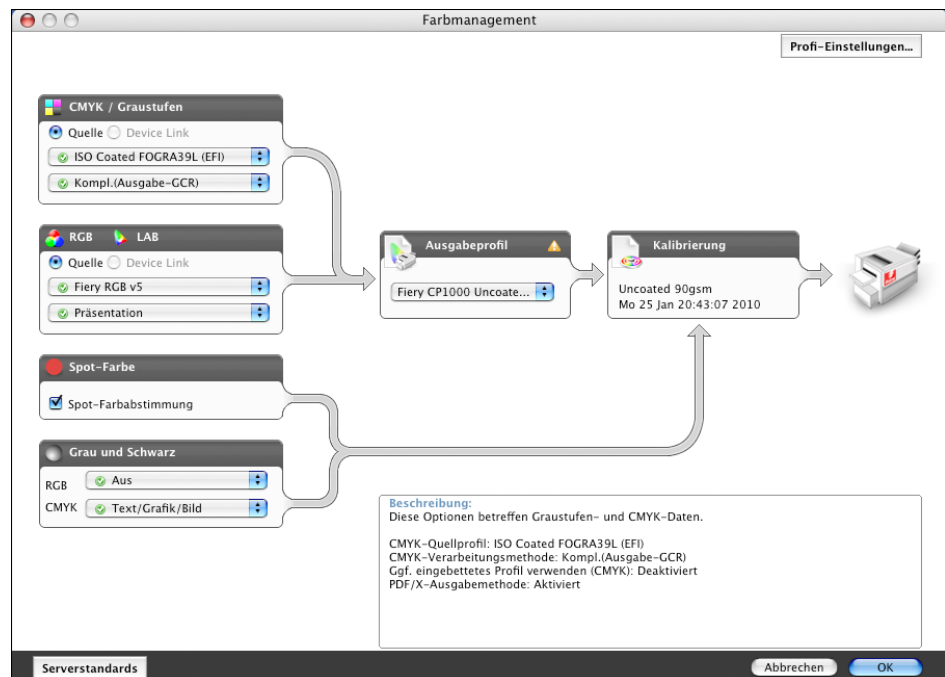 Farbmanagement
Profi-Einstellungen...
CMYK / Graustufen
Quelle Device Link
ISO Coated FOGRA39L (EFI)
Kompl.(Ausgabe-GCR)
RGB LAB
Quelle Device Link
Fiery RGB v5
Präsentation
Ausgabeprofil
Fiery CP1000 Uncoate...
Kalibrierung
Uncoated 90gsm
Mo 25 Jan 20:43:07 2010
Spot-Farbe
Spot-Farbabstimmung
Grau und Schwarz
RGB Aus
CMYK Text/Grafik/Bild
Beschreibung:
Diese Optionen betreffen Graustufen- und CMYK-Daten.
CMYK-Quellprofil: ISO Coated FOGRA39L (EFI)
CMYK-Verarbeitungsmethode: Kompl.(Ausgabe-GCR)
Ggf. eingebettetes Profil verwenden (CMYK): Deaktiviert
PDF/X-Ausgabemethode: Aktiviert
Serverstandards
Abbrechen
OK